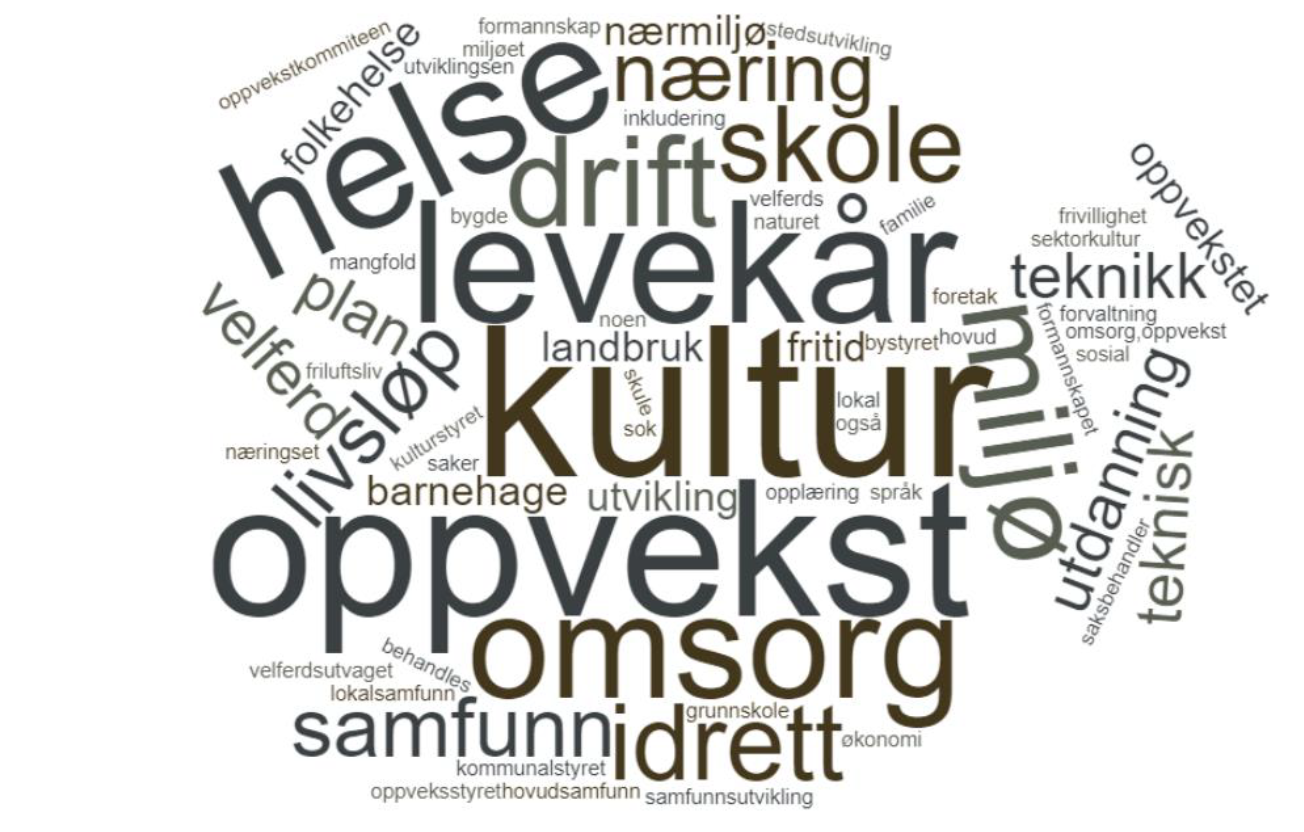 oppvekstkommiteen
folkehelse
formannskap
nærmiljø
stedsutvikling
miljøet
utviklingsen
helse
næring
inkludering
skole
drift
oppvekstet
velferds
naturet
familie
bygde
levekår
frivillighet
sektorkultur
mangfold
teknikk
plan
velferd
foretak
miljø
forvaltning
formannskapet
omsorg,oppvekst
sosial
noen
landbruk
fritid
bystyret
hovud
friluftsliv
livsløp
kultur
skule
sok
lokal
også
utdanning
teknisk
næringset
kulturstyret
saker
barnehage
utvikling
opplæring
språk
saksbehandler
oppvekst
omsorg
behandles
velferdsutvaget
lokalsamfunn
samfunn
idrett
grunnskole
økonomi
kommunalstyret
oppveksstyret
hovudsamfunn
samfunnsutvikling